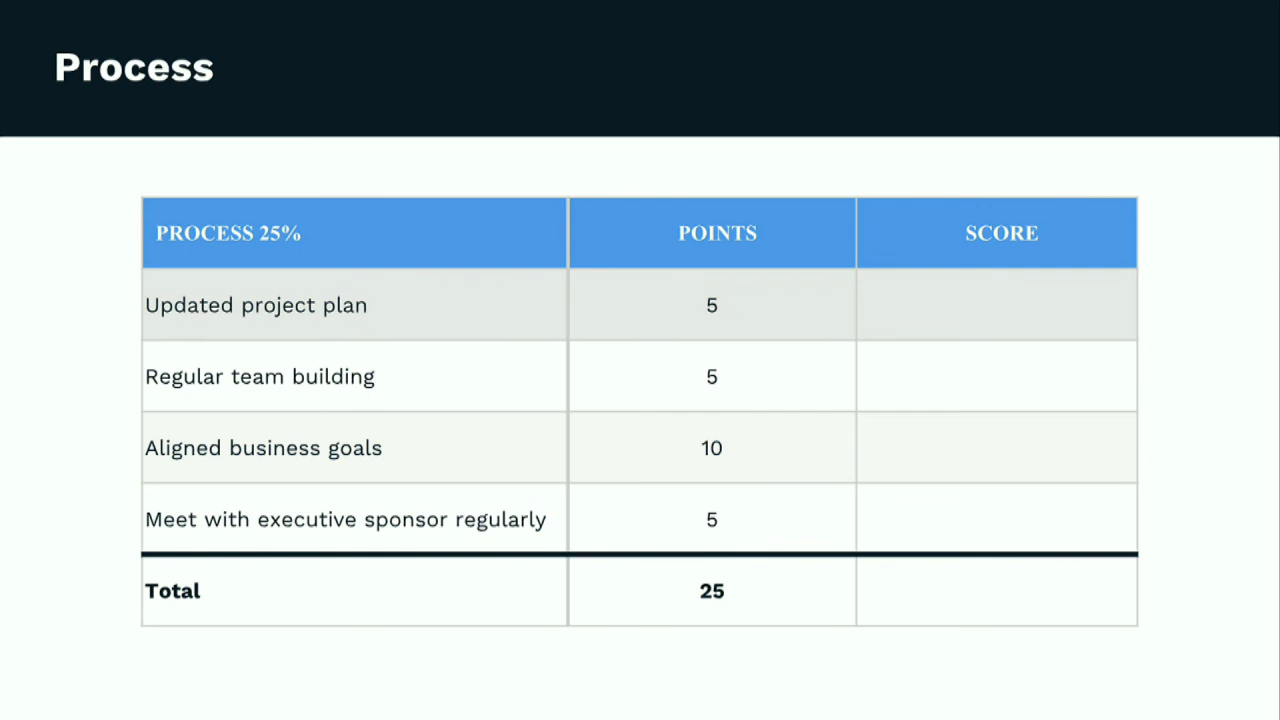 Process
PROCESS 25% POINTS SCORE
Updated project plan 5
Regular team building 5
Aligned business goals 10
Meet with executive sponsor regularly 5
Total 25